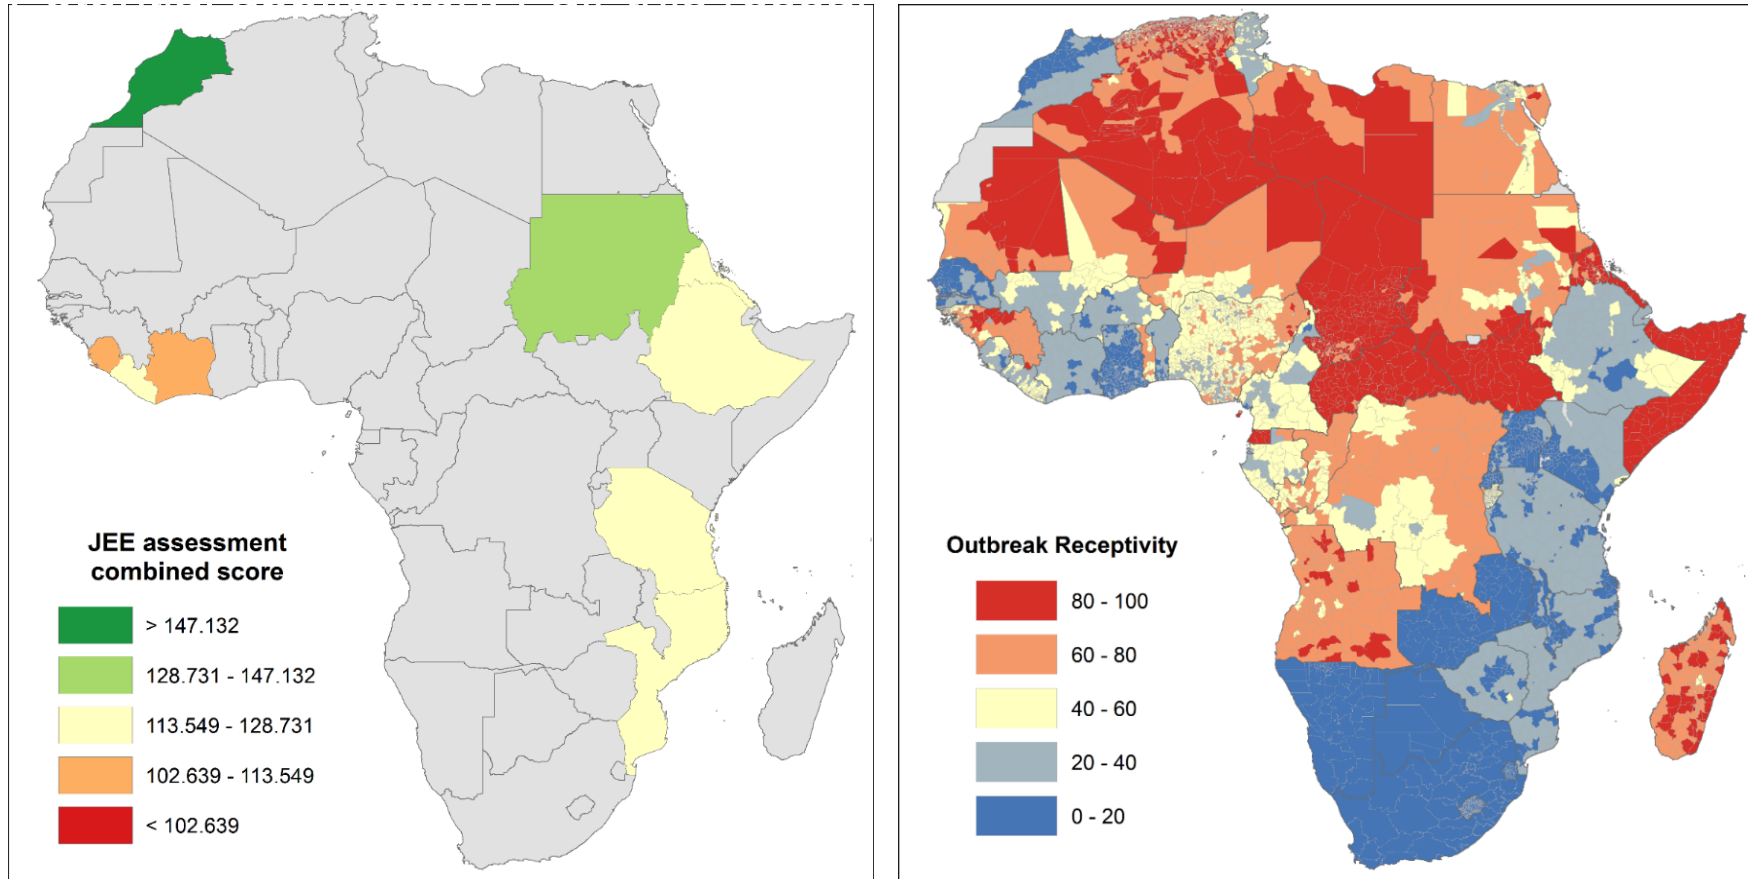 JEE assessment
combined score
> 147.132
128.731 - 147.132
113.549 - 128.731
102.639 - 113.549
< 102.639
Outbreak Receptivity
80 - 100
60 - 80
40 - 60
20 - 40
0 - 20